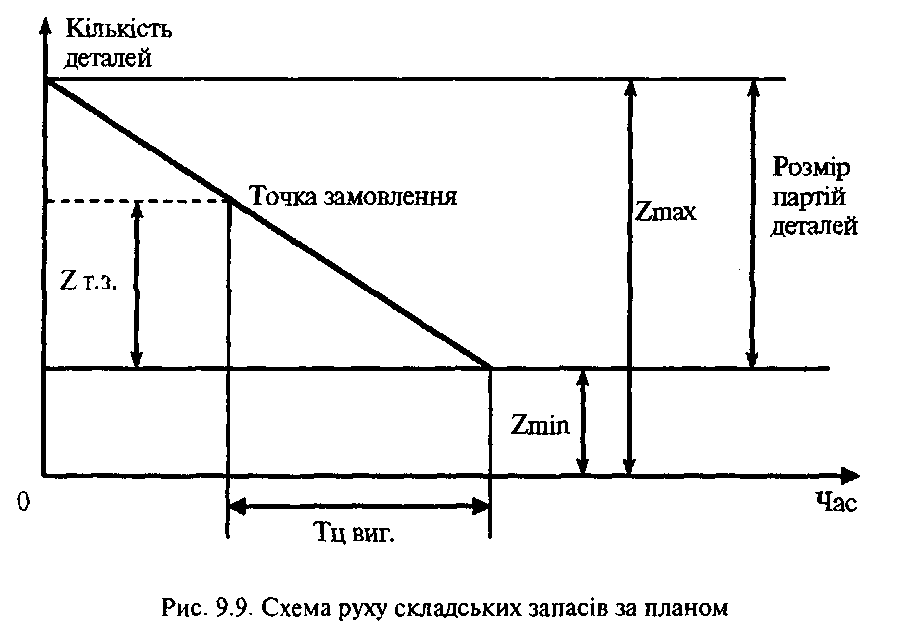 Кількість
деталей
Точка замовлення
Розмір
партій
деталей
Zmax
Z т.з.
Zmin
0
Час
Тц виг.
Рис. 9.9. Схема руху складських запасів за планом